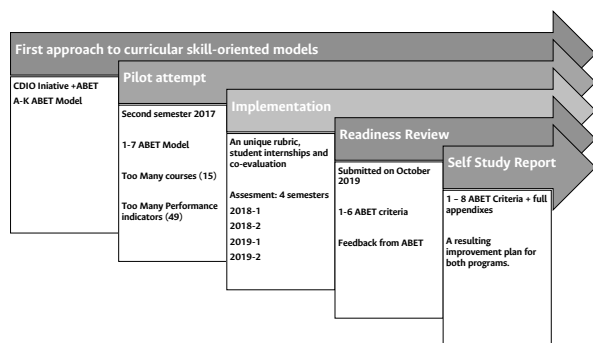 First approach to curricular skill-oriented models
CDIO Iniative +ABET
A-K ABET Model
Pilot attempt
Second semester 2017
1-7 ABET Model
Too Many courses (15)
Too Many Performance
indicators (49)
Implementation
An unique rubric,
student internships and
co-evaluation
Assesment: 4 semesters
2018-1
2018-2
2019-1
2019-2
Readiness Review
Submitted on October
2019
1-6 ABET criteria
Feedback from ABET
Self Study Report
1 – 8 ABET Criteria + full
appendixes
A resulting
improvement plan for
both programs.